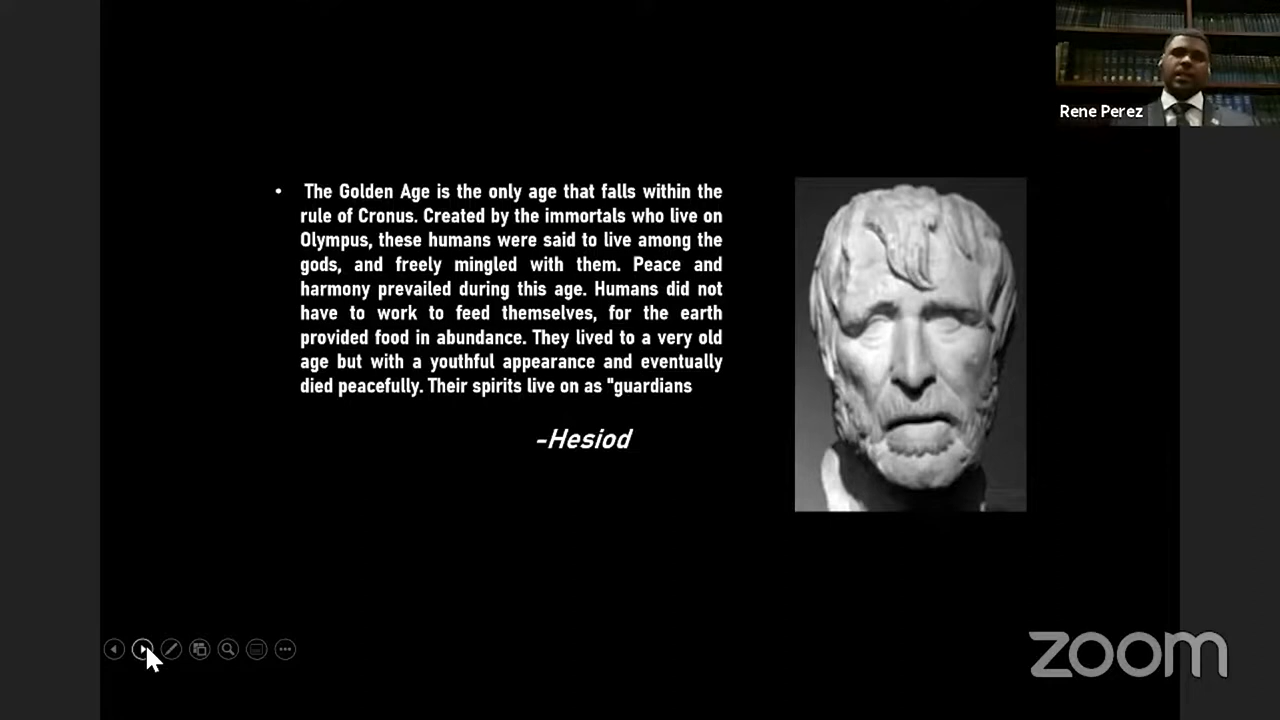 Rene Perez
• The Golden Age is the only age that falls within the
rule of Cronus. Created by the immortals who live on
Olympus, these humans were said to live among the
gods, and freely mingled with them. Peace and
harmony prevailed during this age. Humans did not
have to work to feed themselves, for the earth
provided food in abundance. They lived to a very old
age but with a youthful appearance and eventually
died peacefully. Their spirits live on as "guardians
-Hesiod
zoom